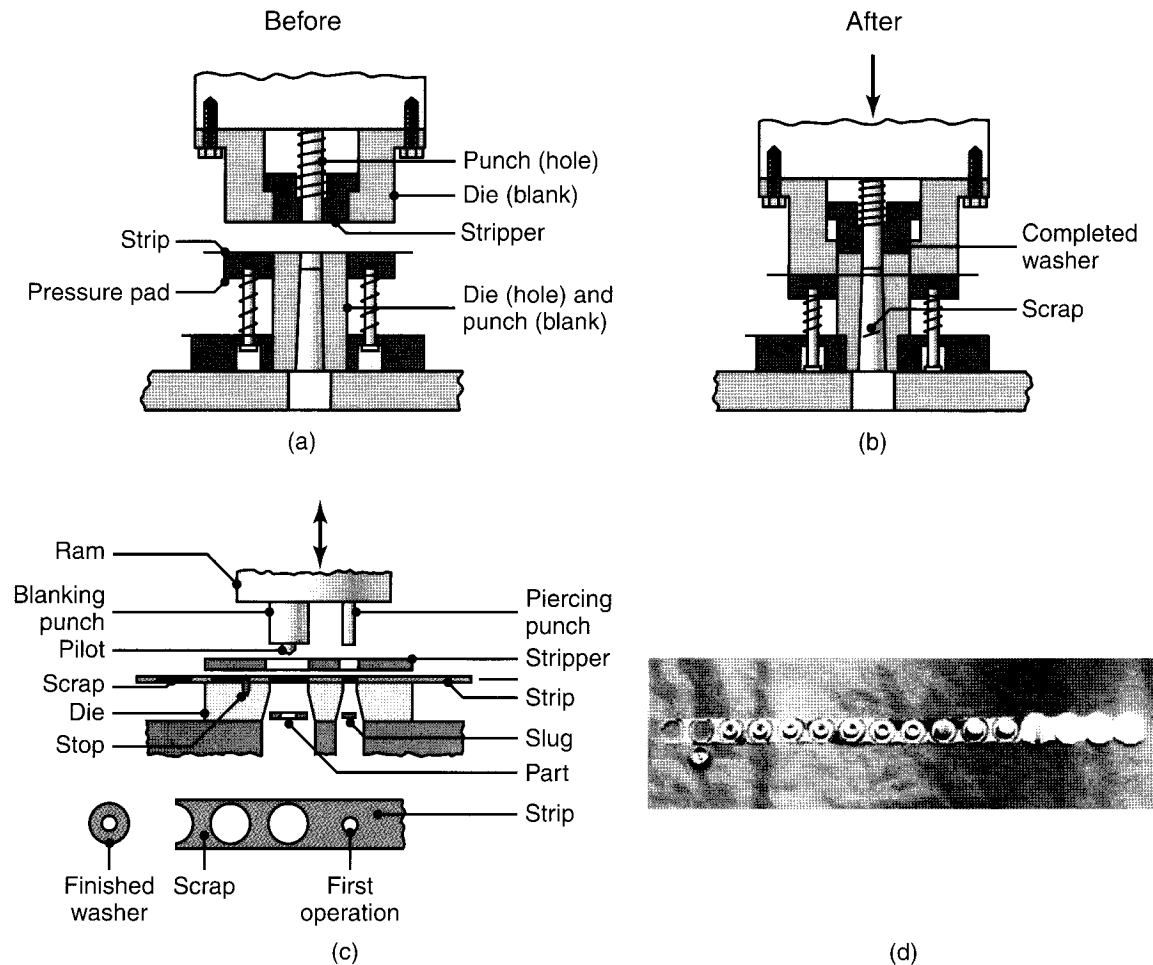 Before
After
Punch (hole)
Die (blank)
Stripper
Strip
Pressure pad
Die (hole) and
punch (blank)
Completed
washer
Scrap
(a)
(b)
Ram
Blanking
punch
Pilot
Scrap
Die
Stop
Piercing
punch
Stripper
Strip
Slug
Part
Strip
Finished
washer
Scrap
First
operation
(c)
(d)